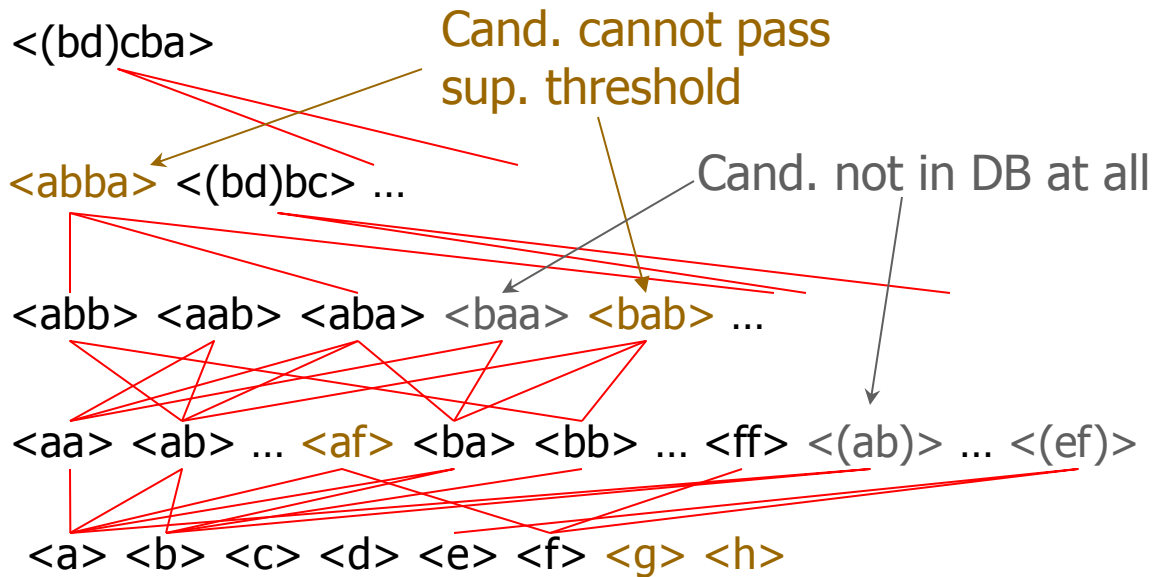 <(bd)cba>
Cand. cannot pass
sup. threshold
<abba> <(bd)bc> ...
Cand. not in DB at all
<abb> <aab> <aba> <baa> <bab> ...
<aa> <ab> ... <af> <ba> <bb> ... <ff> <(ab)> ... <(ef)>
<a> <b> <c> <d> <e> <f> <g> <h>